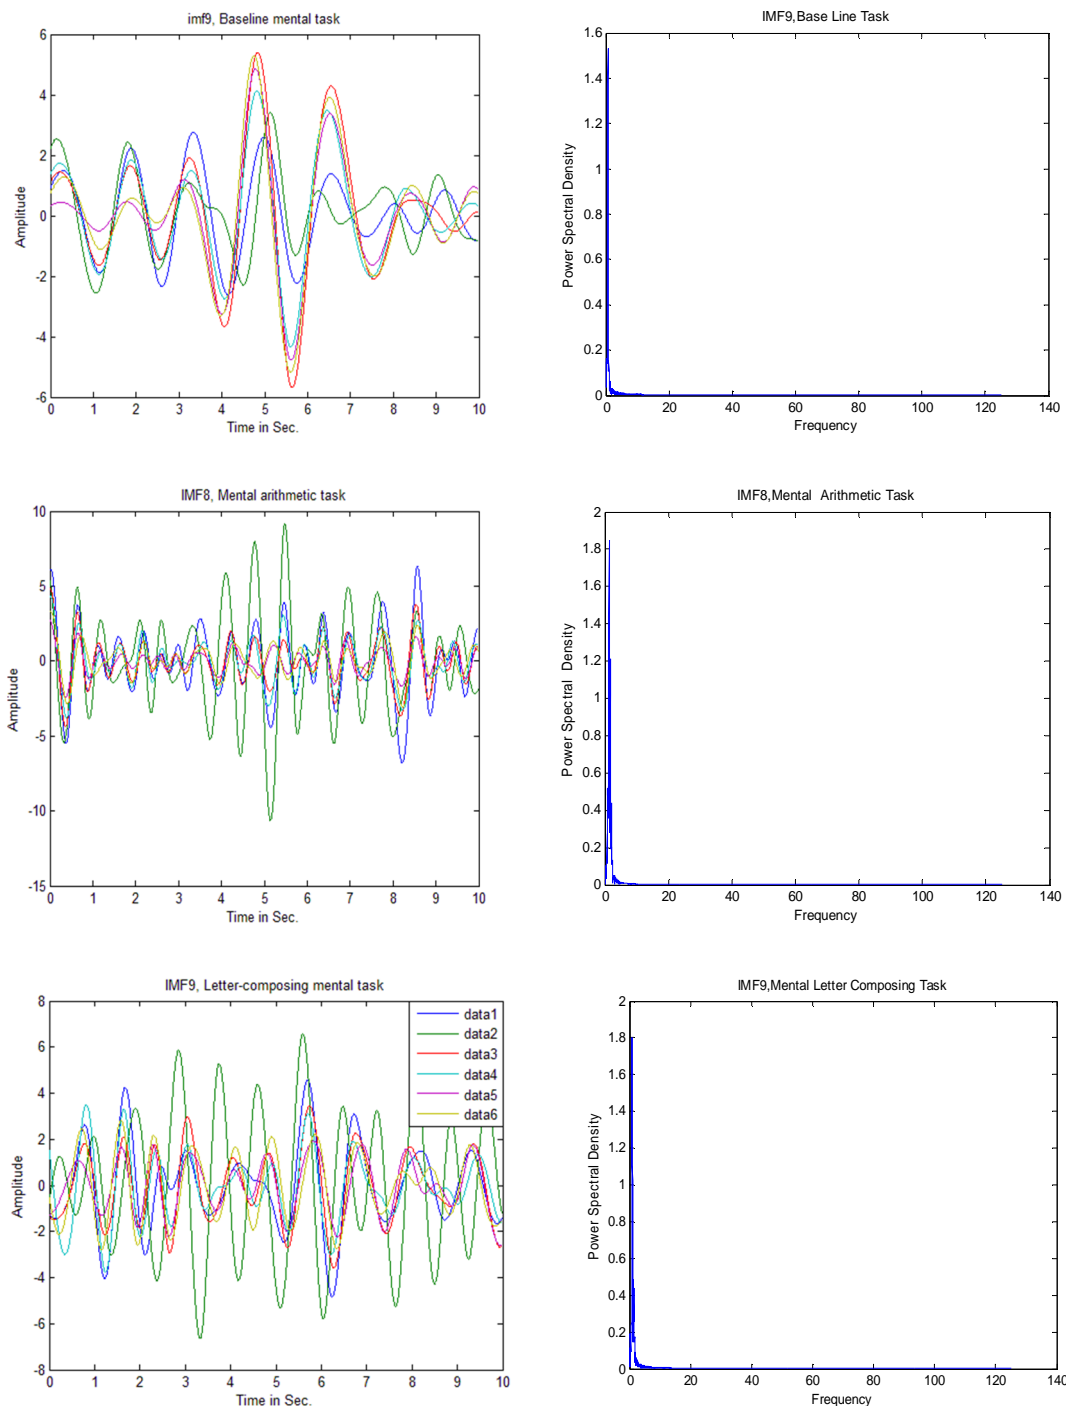 imf9, Baseline mental task
6
4
2
0
-2
-4
-6
Amplitude
0 1 2 3 4 5 6 7 8 9 10
Time in Sec.
IMF9,Base Line Task
1.6
1.4
1.2
1
0.8
0.6
0.4
0.2
0
Power Spectral Density
0 20 40 60 80 100 120 140
Frequency
IMF8, Mental arithmetic task
10
5
0
-5
-10
-15
Amplitude
0 1 2 3 4 5 6 7 8 9 10
Time in Sec.
IMF8,Mental Arithmetic Task
2
1.8
1.6
1.4
1.2
1
0.8
0.6
0.4
0.2
0
Power Spectral Density
0 20 40 60 80 100 120 140
Frequency
IMF9, Letter-composing mental task
8
6
4
2
0
-2
-4
-6
-8
Amplitude
data1
data2
data3
data4
data5
data6
0 1 2 3 4 5 6 7 8 9 10
Time in Sec.
IMF9,Mental Letter Composing Task
2
1.8
1.6
1.4
1.2
1
0.8
0.6
0.4
0.2
0
Power Spectral Density
0 20 40 60 80 100 120 140
Frequency